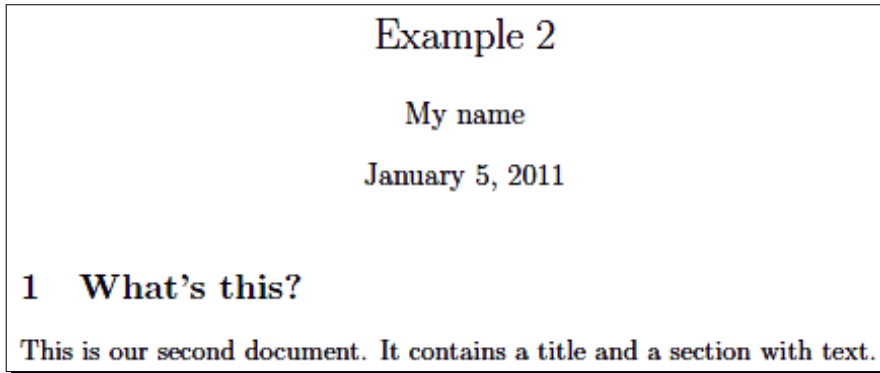 Example 2
My name
January 5, 2011
1 What's this?
This is our second document. It contains a title and a section with text.